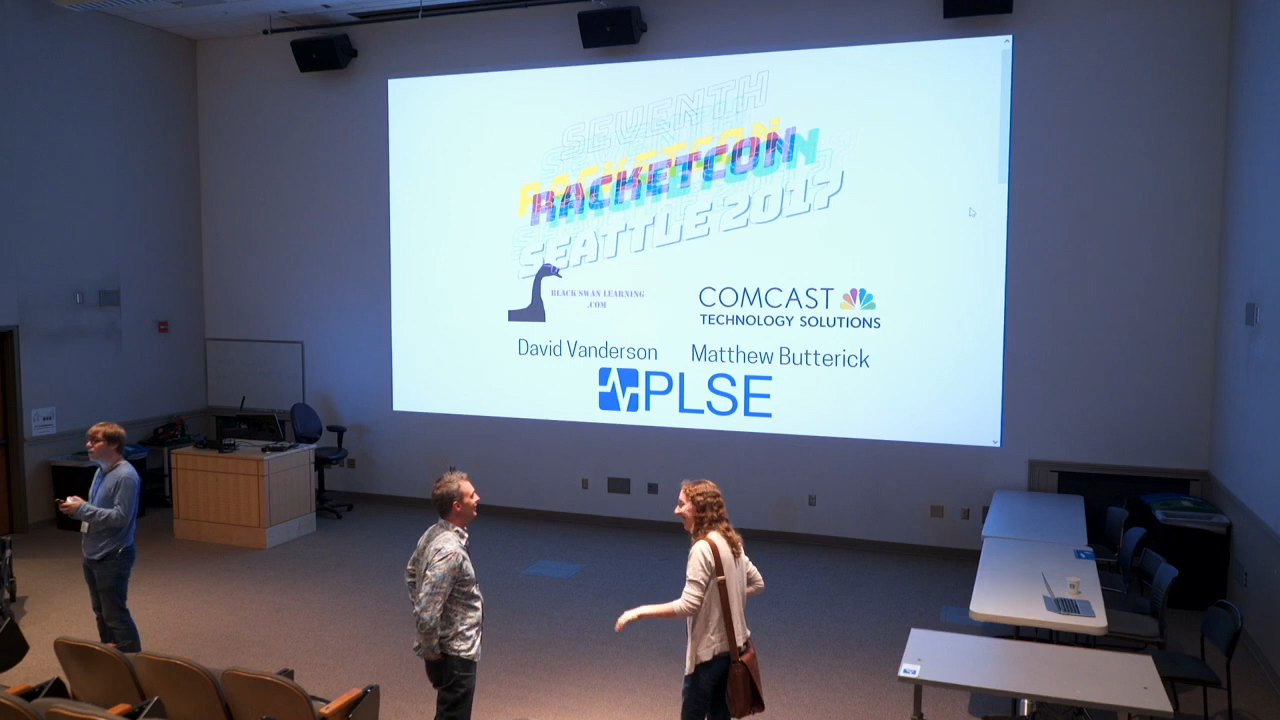 SEVENTH
RACKETCON
SEATTLE 2017
BLACK SWAN LEARNING
.COM
COMCAST
TECHNOLOGY SOLUTIONS
David Vanderson
Matthew Butterick
PLSE